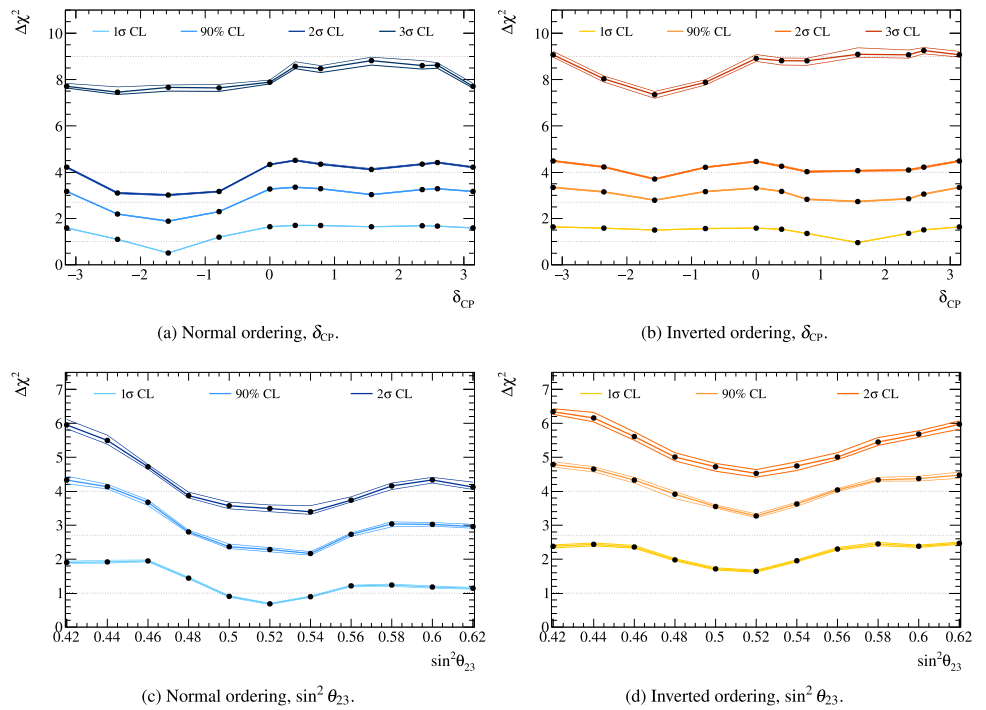 Δχ²
1σ CL 90% CL 2σ CL 3σ CL
10
8
6
4
2
0
−3 −2 −1 0 1 2 3
δCP
(a) Normal ordering, δCP.
Δχ²
1σ CL 90% CL 2σ CL 3σ CL
10
8
6
4
2
0
−3 −2 −1 0 1 2 3
δCP
(b) Inverted ordering, δCP.
Δχ²
1σ CL 90% CL 2σ CL
7
6
5
4
3
2
1
0
0.42 0.44 0.46 0.48 0.5 0.52 0.54 0.56 0.58 0.6 0.62
sin²θ23
(c) Normal ordering, sin² θ23.
Δχ²
1σ CL 90% CL 2σ CL
7
6
5
4
3
2
1
0
0.42 0.44 0.46 0.48 0.5 0.52 0.54 0.56 0.58 0.6 0.62
sin²θ23
(d) Inverted ordering, sin² θ23.